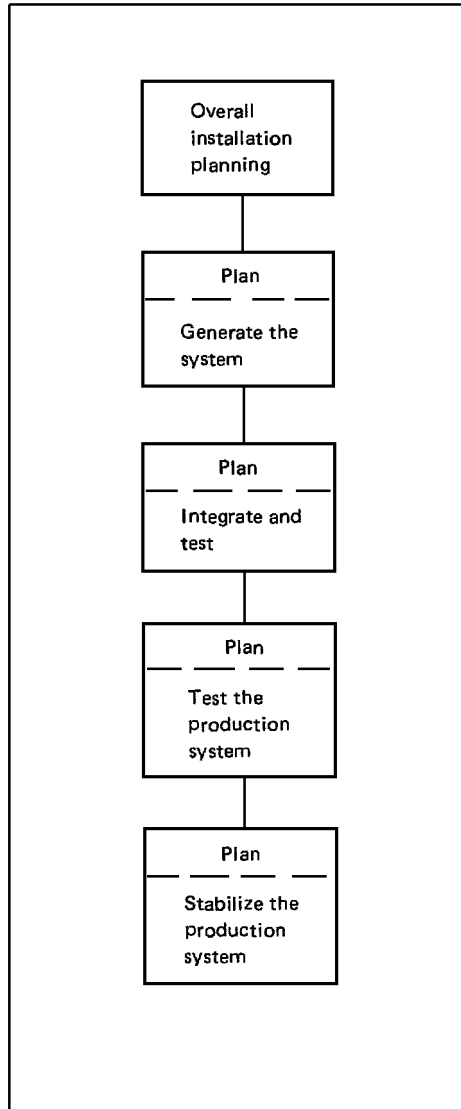 Overall
installation
planning
Plan
Generate the
system
Plan
Integrate and
test
Plan
Test the
production
system
Plan
Stabilize the
production
system